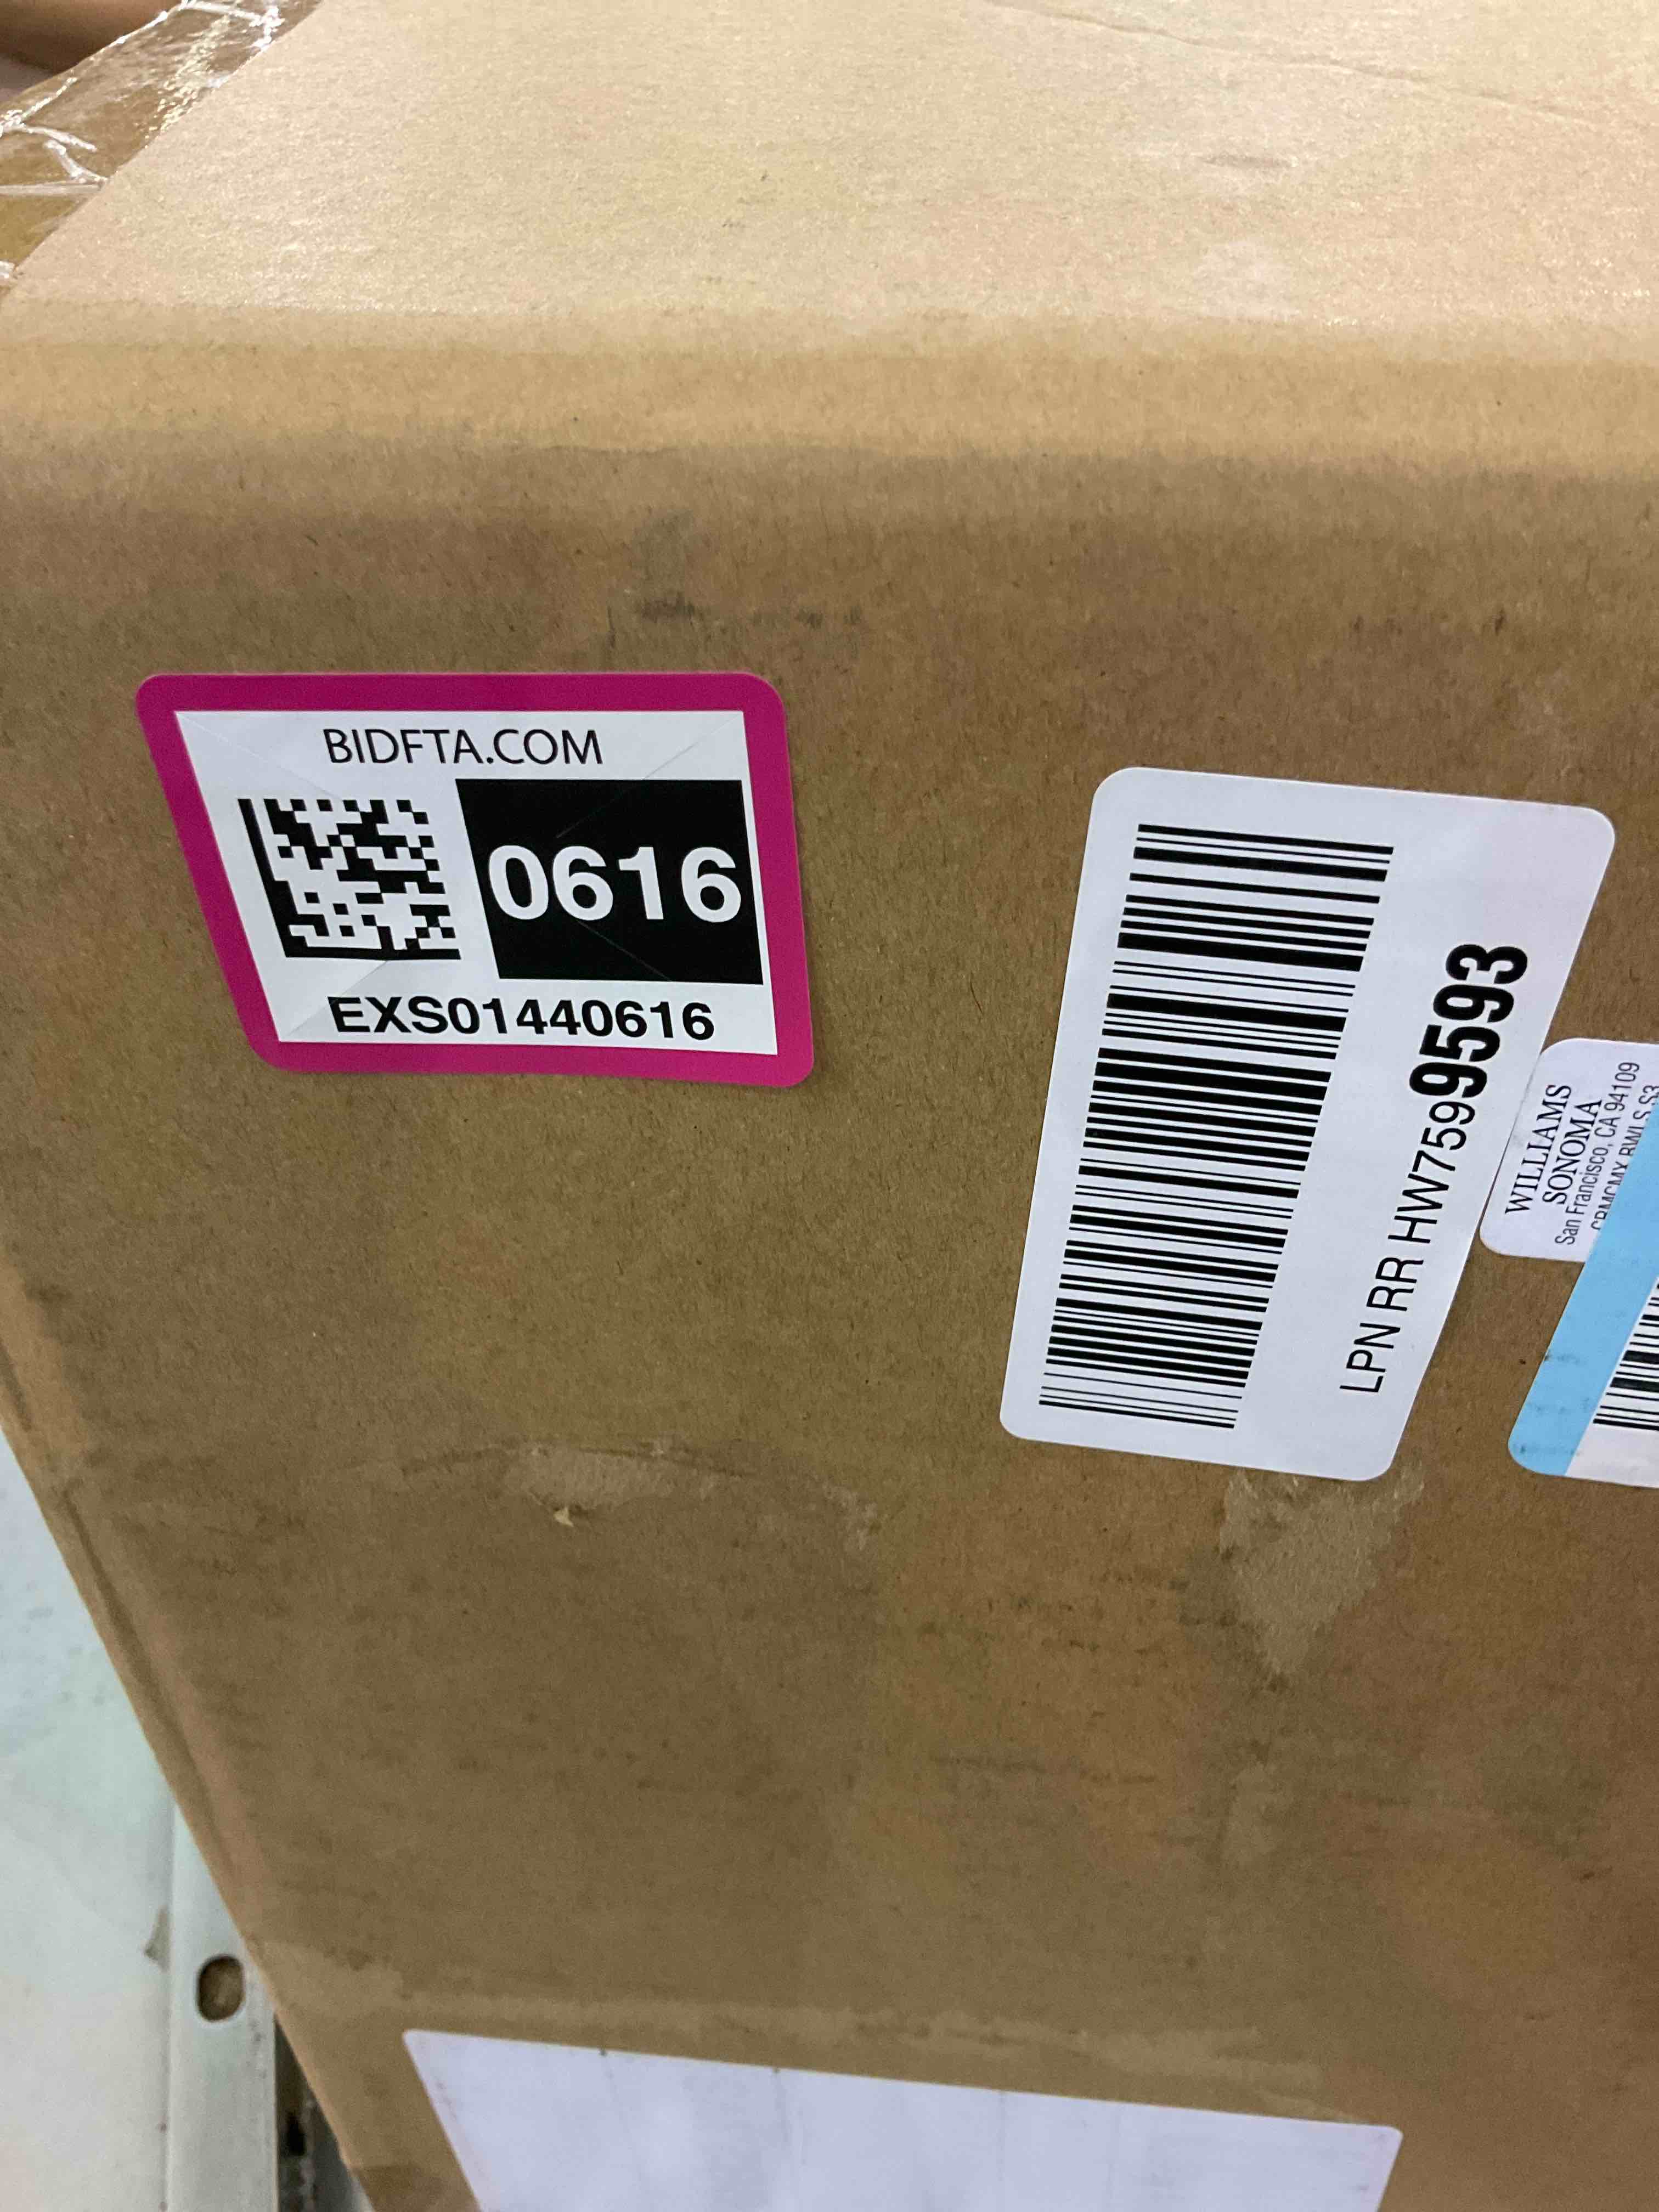 BIDFTA.COM
0616
EXS01440616
LPN RR HW7599593
WILLIAMS
SONOMA
San Francisco, CA 94109